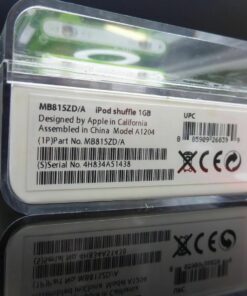 MB815ZD/A iPod shuffle 1GB
UPC
Designed by Apple in California
Assembled in China Model A1204
(1P)Part No. MB815ZD/A
(S)Serial No. 4H834A51438
CE